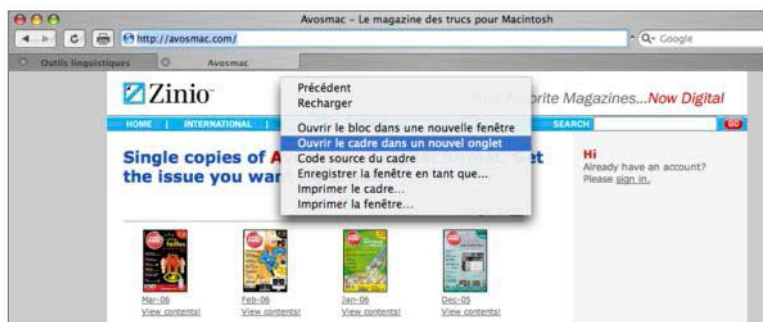 Avosmac – Le magazine des trucs pour Macintosh
http://avosmac.com/
Google
Outils linguistiques
Avosmac
Zinio
Précédent
Recharger
Ouvrir le bloc dans une nouvelle fenêtre
Ouvrir le cadre dans un nouvel onglet
Code source du cadre
Enregistrer la fenêtre en tant que...
Imprimer le cadre...
Imprimer la fenêtre...
Magazines...Now Digital
HOME | INTERNATIONAL |
SEARCH
GO
Single copies of A
the issue you wan
Hi
Already have an account?
Please sign in.
Mar-06
View contents!
Feb-06
View contents!
Jan-06
View contents!
Dec-05
View contents!